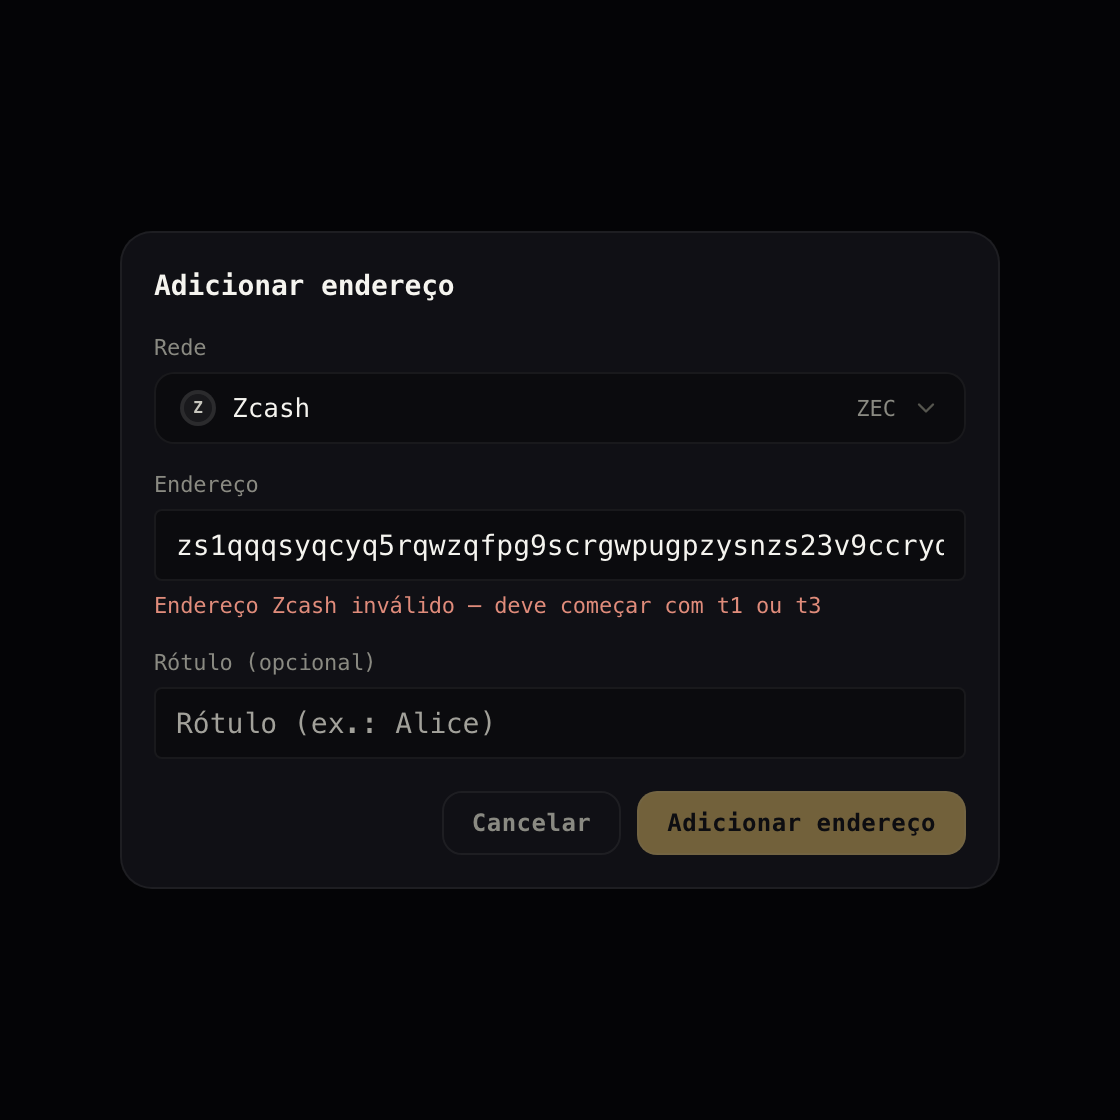 Adicionar endereço
Rede
Z Zcash ZEC
Endereço
zs1qqqsyqcyq5rqwzqfpg9scrgwpugpzysnzs23v9ccryd
Endereço Zcash inválido — deve começar com t1 ou t3
Rótulo (opcional)
Rótulo (ex.: Alice)
Cancelar Adicionar endereço